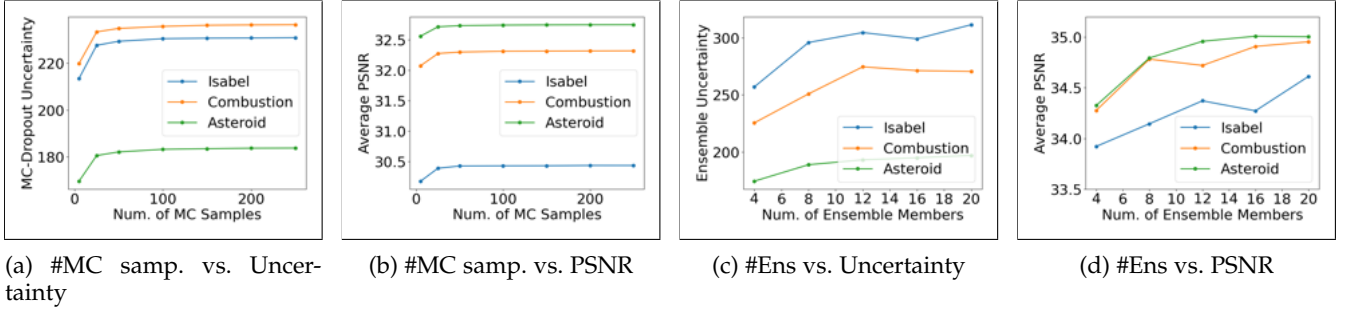 MC-Dropout Uncertainty
220
200
180
0
100
200
Num. of MC Samples
Isabel
Combustion
Asteroid
Average PSNR
32.5
32.0
31.5
31.0
30.5
0
100
200
Num. of MC Samples
Isabel
Combustion
Asteroid
Ensemble Uncertainty
300
250
200
4 6 8 10 12 14 16 18 20
Num. of Ensemble Members
Isabel
Combustion
Asteroid
Average PSNR
35.0
34.5
34.0
33.5
4 6 8 10 12 14 16 18 20
Num. of Ensemble Members
Isabel
Combustion
Asteroid
(a) #MC samp. vs. Uncer-
tainty
(b) #MC samp. vs. PSNR
(c) #Ens vs. Uncertainty
(d) #Ens vs. PSNR